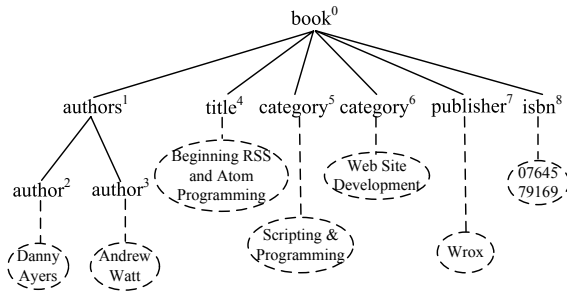 book⁰
authors¹ title⁴ category⁵ category⁶ publisher⁷ isbn⁸
Beginning RSS
and Atom
Programming
Web Site
Development
07645
79169
author² author³
Scripting &
Programming
Wrox
Danny
Ayers
Andrew
Watt